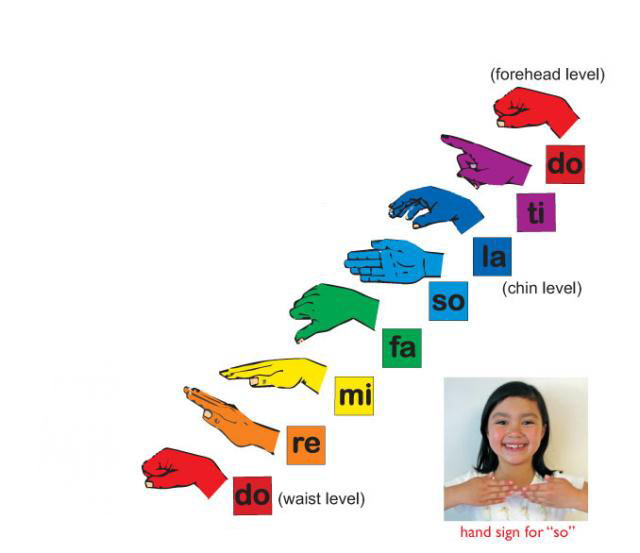 (forehead level)
do
ti
la
(chin level)
so
fa
mi
re
do (waist level)
hand sign for "so"